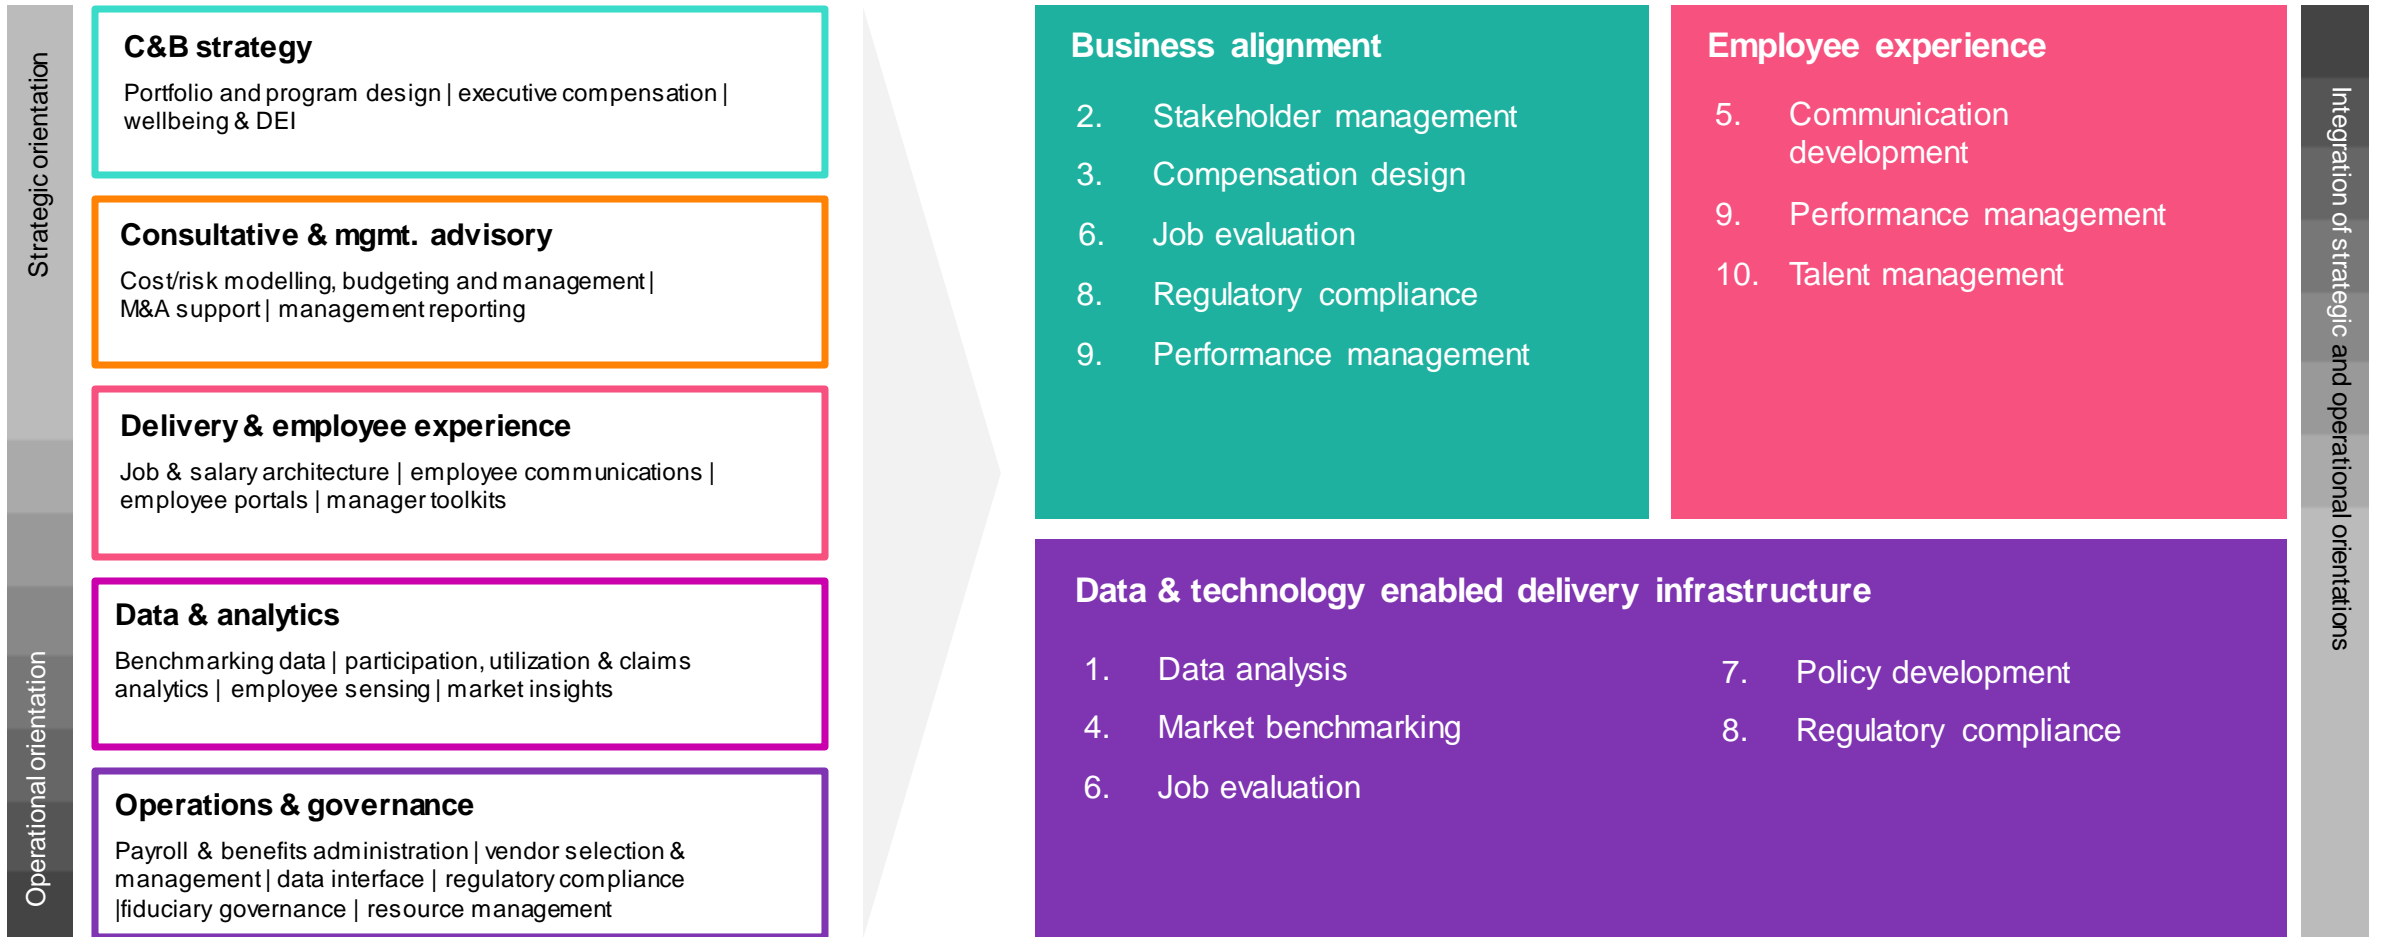 Strategic orientation
Operational orientation
C&B strategy
Portfolio and program design | executive compensation |
wellbeing & DEI
Consultative & mgmt. advisory
Cost/risk modelling, budgeting and management |
M&A support | management reporting
Delivery & employee experience
Job & salary architecture | employee communications |
employee portals | manager toolkits
Data & analytics
Benchmarking data | participation, utilization & claims
analytics | employee sensing | market insights
Operations & governance
Payroll & benefits administration | vendor selection &
management | data interface | regulatory compliance
|fiduciary governance | resource management
Business alignment
2. Stakeholder management
3. Compensation design
6. Job evaluation
8. Regulatory compliance
9. Performance management
Employee experience
5. Communication
development
9. Performance management
10. Talent management
Data & technology enabled delivery infrastructure
1. Data analysis
4. Market benchmarking
6. Job evaluation
7. Policy development
8. Regulatory compliance
Integration of strategic and operational orientations